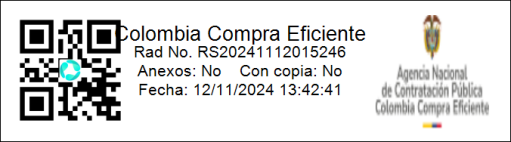 Colombia Compra Eficiente
Rad No. RS20241112015246
Anexos: No Con copia: No
Fecha: 12/11/2024 13:42:41
Agencia Nacional
de Contratación Pública
Colombia Compra Eficiente